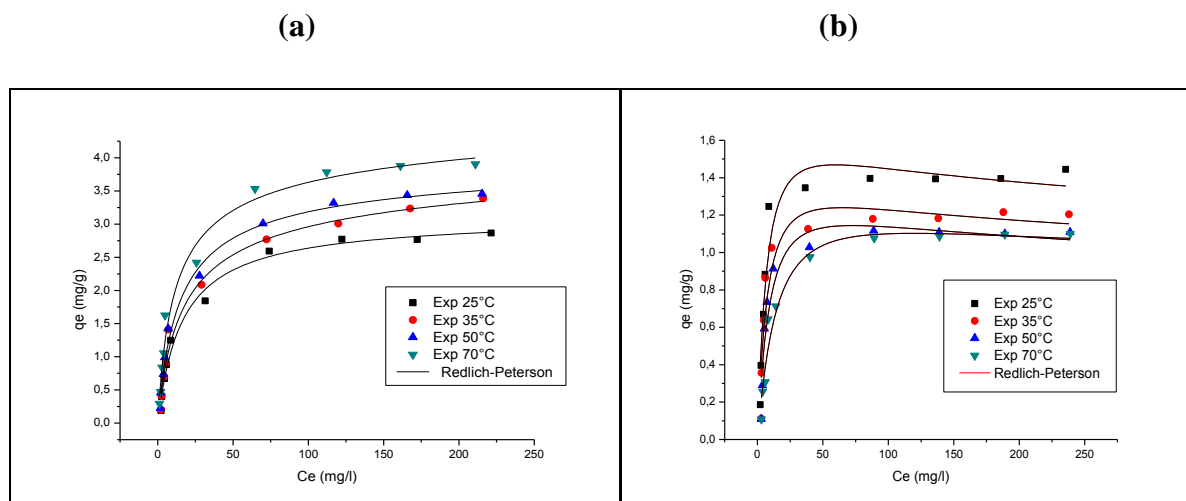 (a)
(b)
4,0
3,5
3,0
2,5
2,0
1,5
1,0
0,5
0,0
qe (mg/g)
Exp 25°C
Exp 35°C
Exp 50°C
Exp 70°C
Redlich-Peterson
0
50
100
150
200
250
Ce (mg/l)
1,6
1,4
1,2
1,0
0,8
0,6
0,4
0,2
0,0
qe (mg/g)
Exp 25°C
Exp 35°C
Exp 50°C
Exp 70°C
Redlich-Peterson
0
50
100
150
200
250
Ce (mg/l)